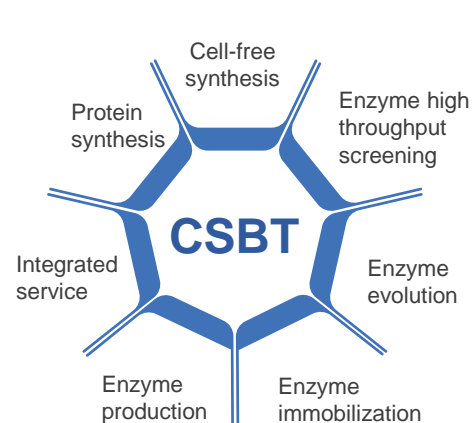 Cell-free
synthesis
Enzyme high
throughput
screening
Protein
synthesis
CSBT
Integrated
service
Enzyme
evolution
Enzyme
production
Enzyme
immobilization